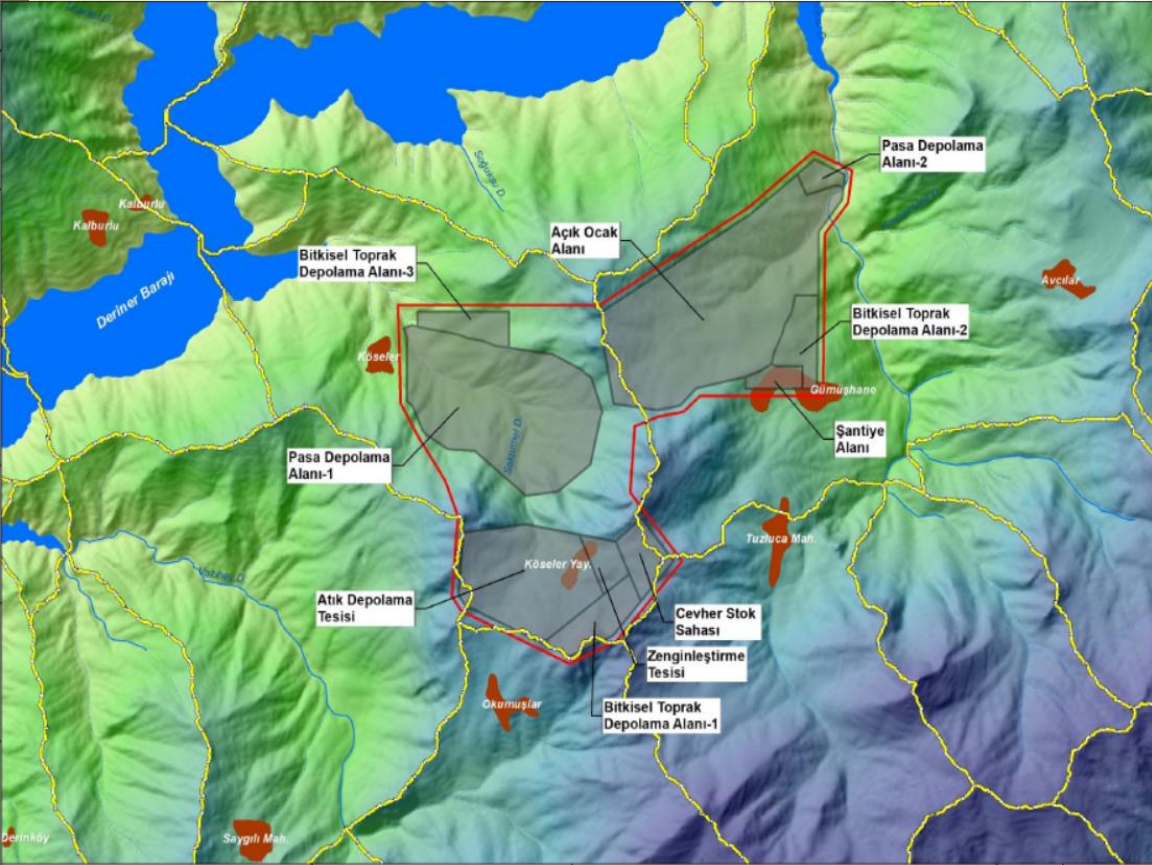 Pasa Depolama
Alanı-2
Soğuksu D.
Kalburlu
Kalburlu
Açık Ocak
Alanı
Bitkisel Toprak
Depolama Alanı-3
Avcılar
Deriner Barajı
Bitkisel Toprak
Depolama Alanı-2
Köseler
Gümüşhane
Şantiye
Alanı
Pasa Depolama
Alanı-1
Tuzluca Mah.
Köseler Yay.
Atık Depolama
Tesisi
Cevher Stok
Sahası
Zenginleştirme
Tesisi
Okumuşlar
Bitkisel Toprak
Depolama Alanı-1
Derinköy
Saygılı Mah.